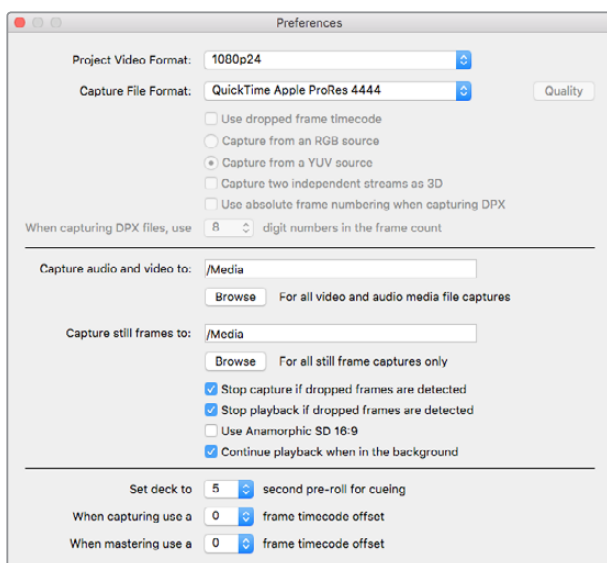 Preferences
Project Video Format: 1080p24
Capture File Format: QuickTime Apple ProRes 4444 Quality
Use dropped frame timecode
Capture from an RGB source
Capture from a YUV source
Capture two independent streams as 3D
Use absolute frame numbering when capturing DPX
When capturing DPX files, use 8 digit numbers in the frame count
Capture audio and video to: /Media
Browse For all video and audio media file captures
Capture still frames to: /Media
Browse For all still frame captures only
Stop capture if dropped frames are detected
Stop playback if dropped frames are detected
Use Anamorphic SD 16:9
Continue playback when in the background
Set deck to 5 second pre-roll for cueing
When capturing use a 0 frame timecode offset
When mastering use a 0 frame timecode offset